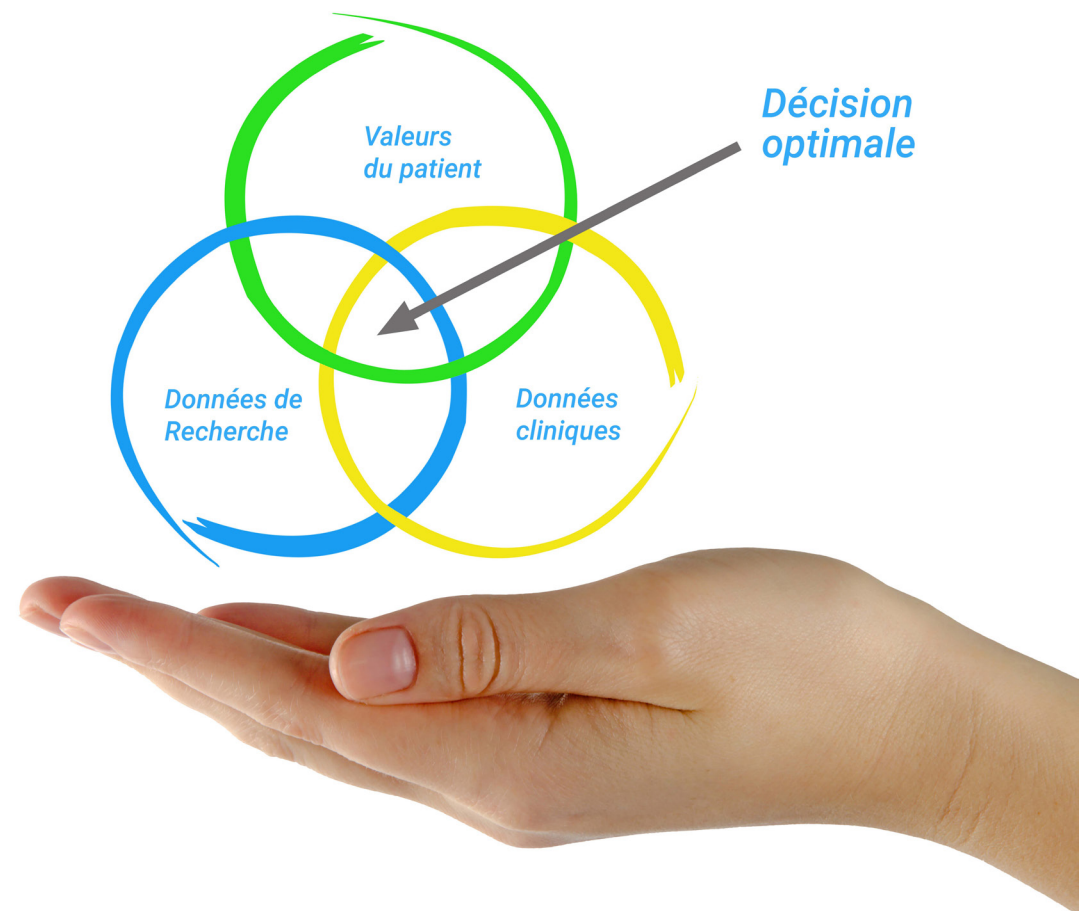 Valeurs
du patient
Décision
optimale
Données de
Recherche
Données
cliniques